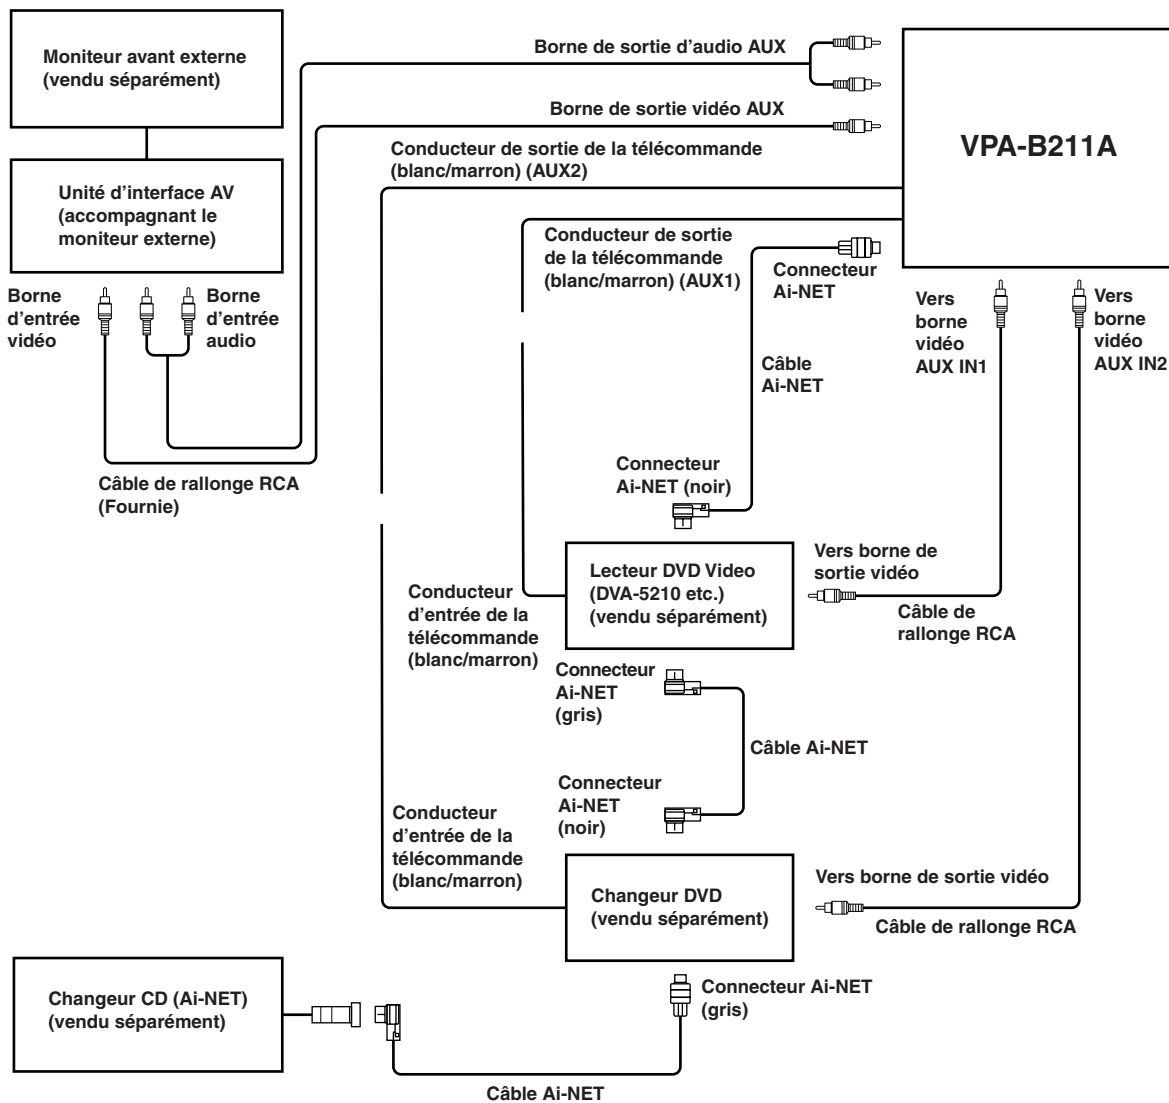 Moniteur avant externe
(vendu séparément)
Unité d’interface AV
(accompagnant le
moniteur externe)
Borne
d’entrée
vidéo
Borne
d’entrée
audio
Câble de rallonge RCA
(Fournie)
Borne de sortie d’audio AUX
Borne de sortie vidéo AUX
Conducteur de sortie de la télécommande
(blanc/marron) (AUX2)
Conducteur de sortie
de la télécommande
(blanc/marron) (AUX1)
VPA-B211A
Connecteur
Ai-NET
Câble
Ai-NET
Vers
borne
vidéo
AUX IN1
Vers
borne
vidéo
AUX IN2
Connecteur
Ai-NET (noir)
Lecteur DVD Video
(DVA-5210 etc.)
(vendu séparément)
Vers borne de
sortie vidéo
Câble de
rallonge RCA
Conducteur
d’entrée de la
télécommande
(blanc/marron)
Connecteur
Ai-NET
(gris)
Câble Ai-NET
Connecteur
Ai-NET
(noir)
Conducteur
d’entrée de la
télécommande
(blanc/marron)
Changeur DVD
(vendu séparément)
Vers borne de sortie vidéo
Câble de rallonge RCA
Changeur CD (Ai-NET)
(vendu séparément)
Connecteur Ai-NET
(gris)
Câble Ai-NET